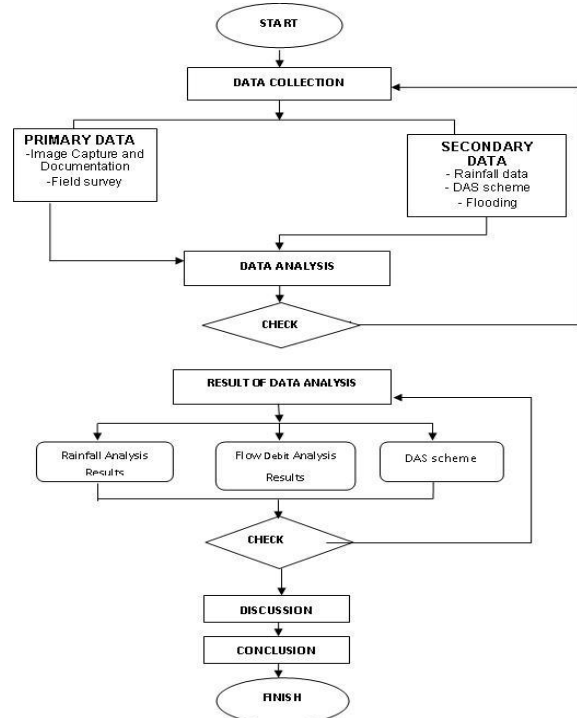 START
DATA COLLECTION
PRIMARY DATA
-Image Capture and
Documentation
-Field survey
SECONDARY
DATA
- Rainfall data
- DAS scheme
- Flooding
DATA ANALYSIS
CHECK
RESULT OF DATA ANALYSIS
Rainfall Analysis
Results
Flow Debit Analysis
Results
DAS scheme
CHECK
DISCUSSION
CONCLUSION
FINISH